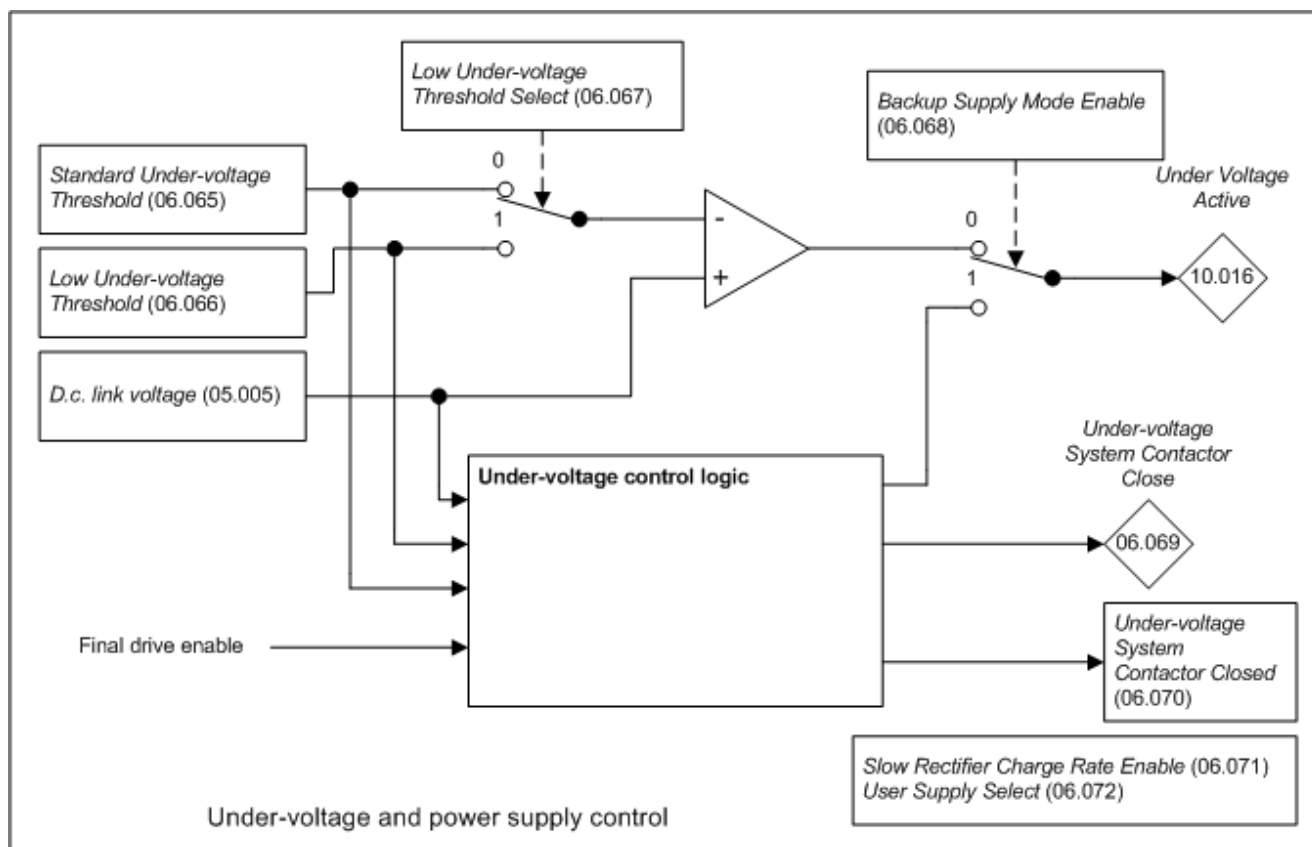 Low Under-voltage
Threshold Select (06.067)
Backup Supply Mode Enable
(06.068)
Standard Under-voltage
Threshold (06.065)
0
1
Low Under-voltage
Threshold (06.066)
-
+
0
1
Under Voltage
Active
10.016
D.c. link voltage (05.005)
Under-voltage control logic
Under-voltage
System Contactor
Close
06.069
Final drive enable
Under-voltage
System
Contactor Closed
(06.070)
Slow Rectifier Charge Rate Enable (06.071)
User Supply Select (06.072)
Under-voltage and power supply control